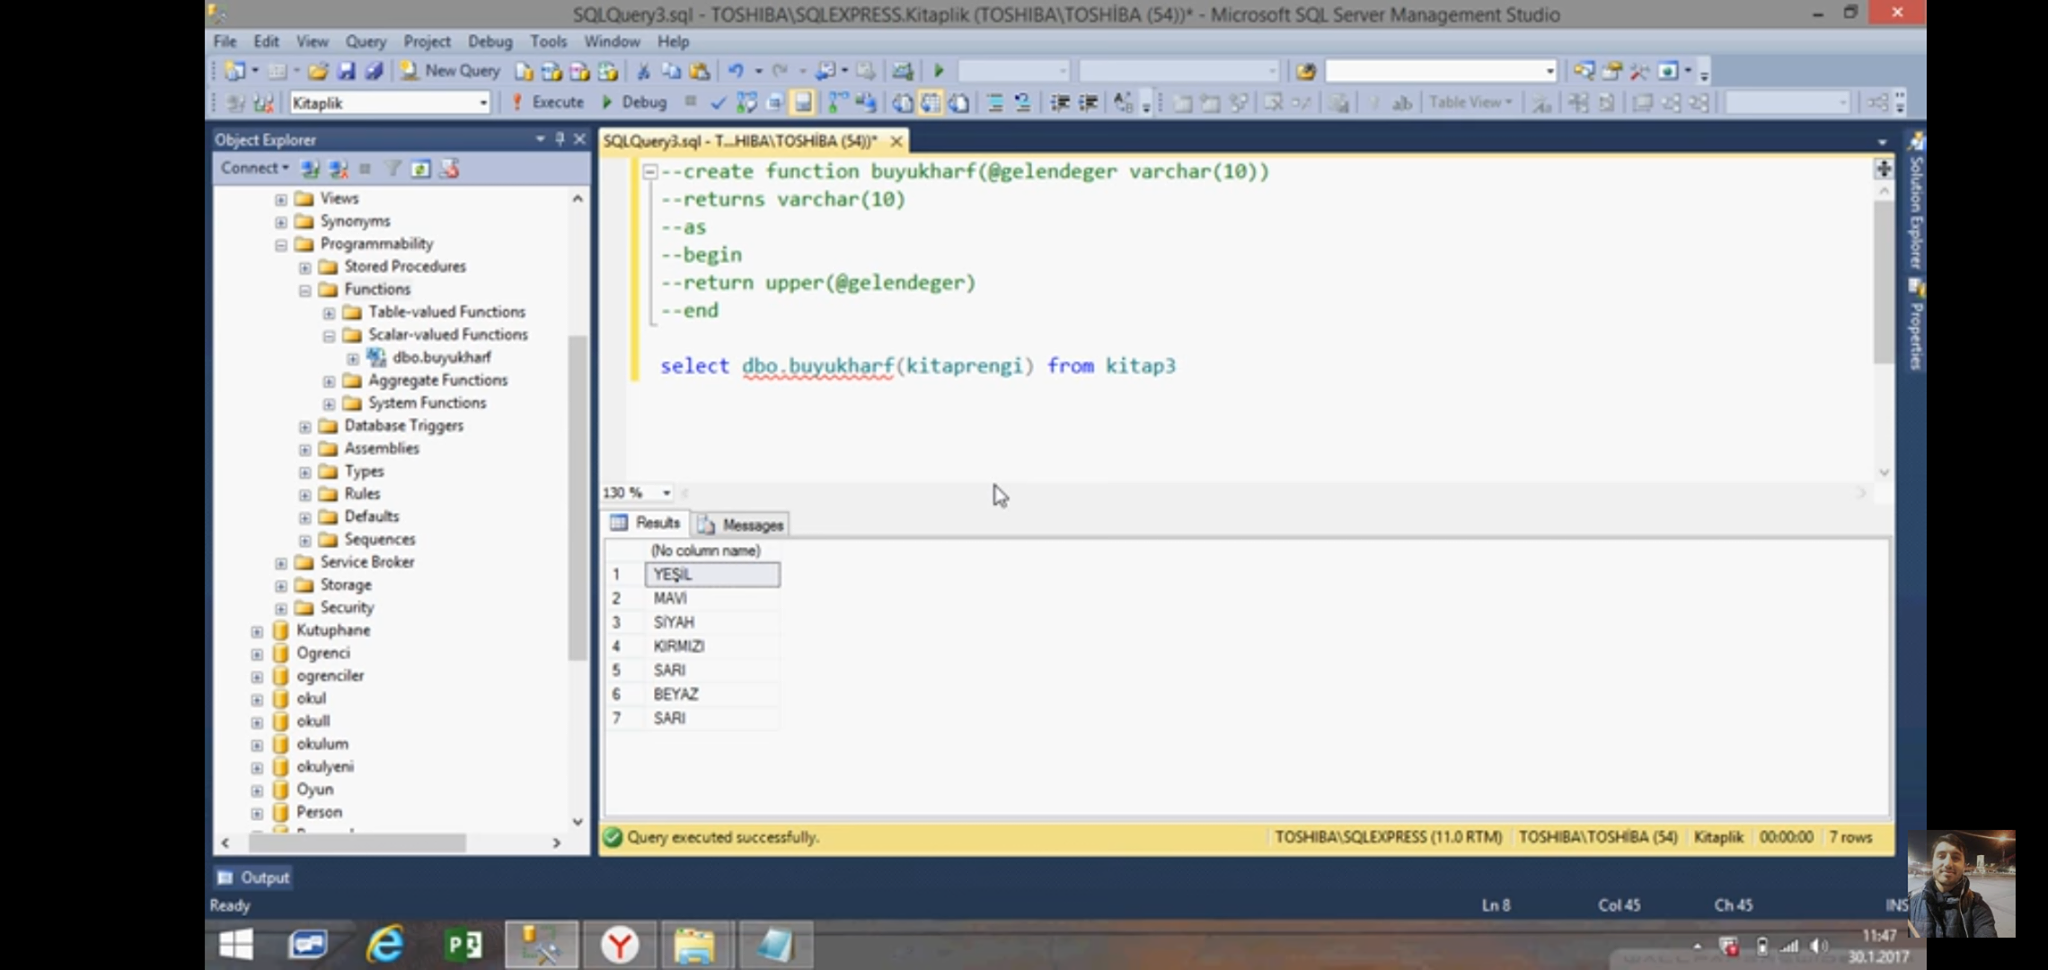 SQLQuery3.sql - TOSHIBA\SQLEXPRESS.Kitaplik (TOSHIBA\TOSHİBA (54))* - Microsoft SQL Server Management Studio
File Edit View Query Project Debug Tools Window Help
New Query
Kitaplik Execute Debug Table View
Object Explorer
Connect
Views
Synonyms
Programmability
Stored Procedures
Functions
Table-valued Functions
Scalar-valued Functions
dbo.buyukharf
Aggregate Functions
System Functions
Database Triggers
Assemblies
Types
Rules
Defaults
Sequences
Service Broker
Storage
Security
Kutuphane
Ogrenci
ogrenciler
okul
okull
okulum
okulyeni
Oyun
Person
SQLQuery3.sql - T...HIBA\TOSHİBA (54))*
--create function buyukharf(@gelendeger varchar(10))
--returns varchar(10)
--as
--begin
--return upper(@gelendeger)
--end
select dbo.buyukharf(kitaprengi) from kitap3
130 %
Results Messages
(No column name)
1 YEŞİL
2 MAVİ
3 SİYAH
4 KIRMIZI
5 SARI
6 BEYAZ
7 SARI
Query executed successfully. TOSHIBA\SQLEXPRESS (11.0 RTM) TOSHIBA\TOSHİBA (54) Kitaplik 00:00:00 7 rows
Solution Explorer
Properties
Output
Ready Ln 8 Col 45 Ch 45 INS
11:47
30.1.2017